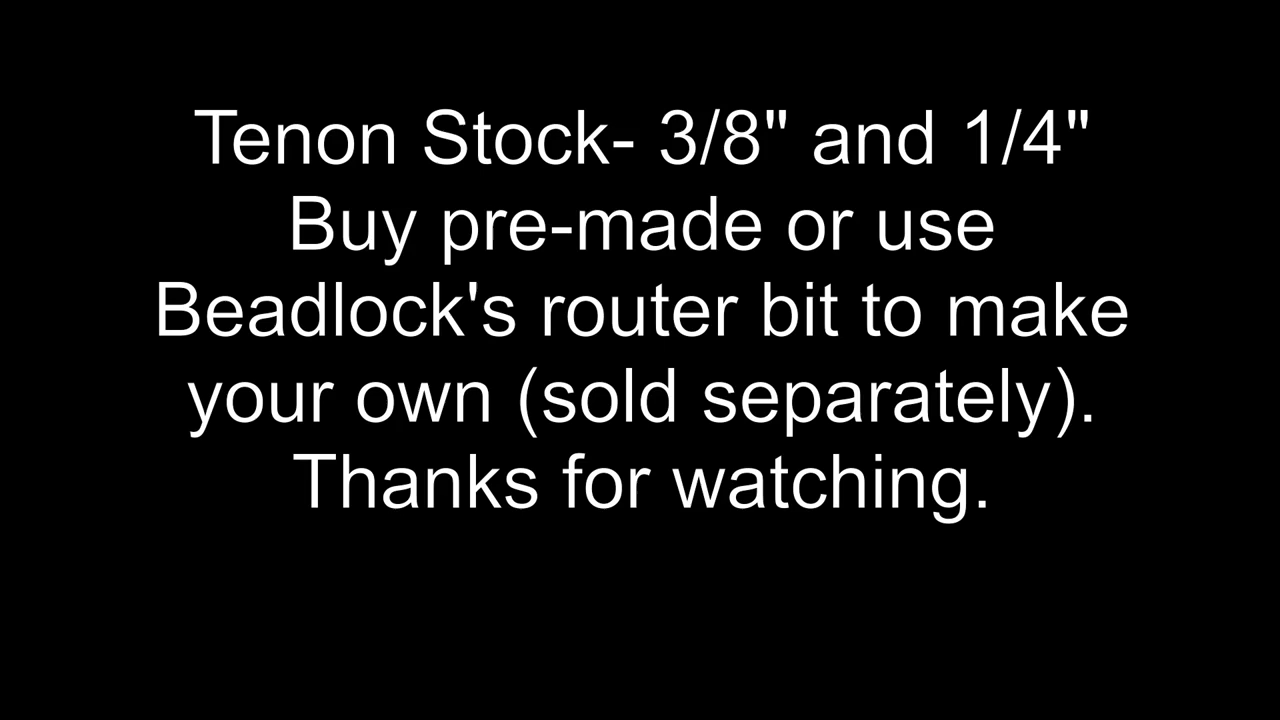 Tenon Stock- 3/8" and 1/4"
Buy pre-made or use
Beadlock's router bit to make
your own (sold separately).
Thanks for watching.